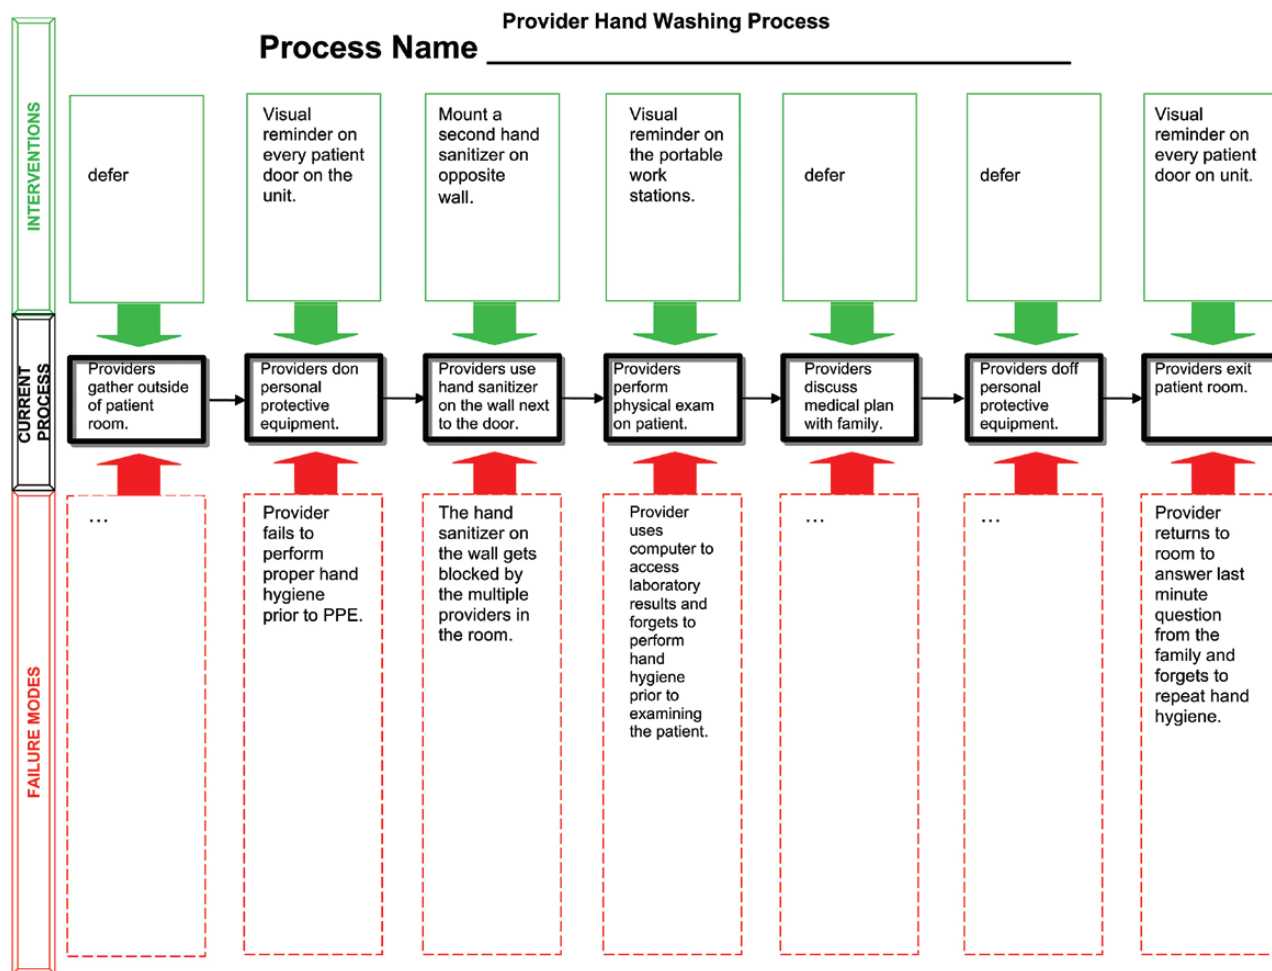 Provider Hand Washing Process
Process Name
INTERVENTIONS
defer
Visual
reminder on
every patient
door on the
unit.
Mount a
second hand
sanitizer on
opposite
wall.
Visual
reminder on
the portable
work
stations.
defer
defer
Visual
reminder on
every patient
door on unit.
CURRENT
PROCESS
Providers
gather outside
of patient
room.
Providers don
personal
protective
equipment.
Providers use
hand sanitizer
on the wall next
to the door.
Providers
perform
physical exam
on patient.
Providers
discuss
medical plan
with family.
Providers doff
personal
protective
equipment.
Providers exit
patient room.
FAILURE MODES
...
Provider
fails to
perform
proper hand
hygiene
prior to PPE.
The hand
sanitizer on
the wall gets
blocked by
the multiple
providers in
the room.
Provider
uses
computer to
access
laboratory
results and
forgets to
perform
hand
hygiene
prior to
examining
the patient.
...
...
Provider
returns to
room to
answer last
minute
question
from the
family and
forgets to
repeat hand
hygiene.